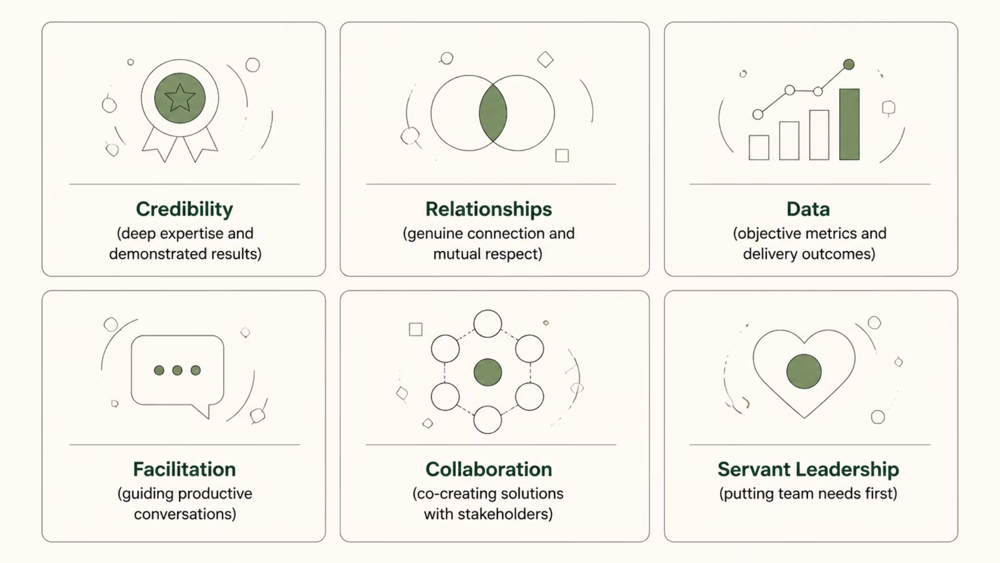 Credibility
(deep expertise and
demonstrated results)
Relationships
(genuine connection and
mutual respect)
Data
(objective metrics and
delivery outcomes)
Facilitation
(guiding productive
conversations)
Collaboration
(co-creating solutions
with stakeholders)
Servant Leadership
(putting team needs first)